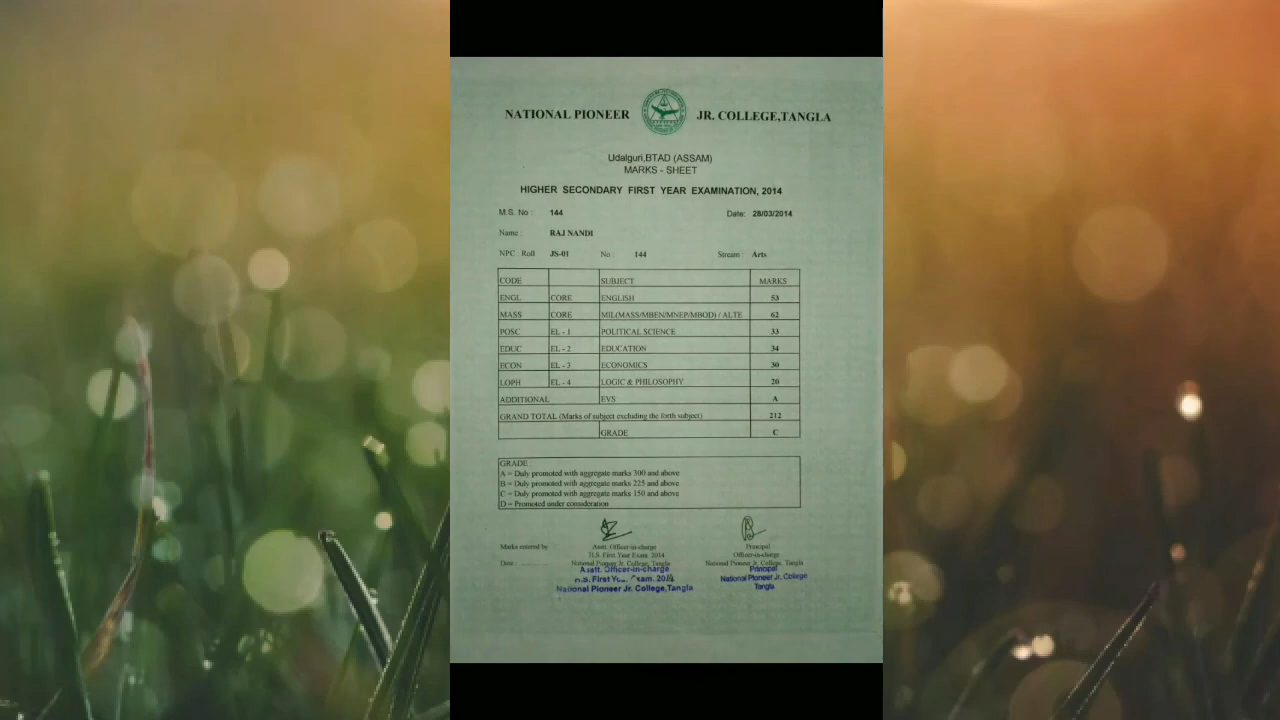 NATIONAL PIONEER JR. COLLEGE,TANGLA
Udalguri,BTAD (ASSAM)
MARKS - SHEET
HIGHER SECONDARY FIRST YEAR EXAMINATION, 2014
M.S. No : 144 Date: 28/03/2014
Name : RAJ NANDI
NPC Roll JS-01 No : 144 Stream : Arts
CODE SUBJECT MARKS
ENGL CORE ENGLISH 53
MASS CORE MIL(MASS/MBEN/MNEP/MBOD) / ALTE 62
POSC EL - 1 POLITICAL SCIENCE 33
EDUC EL - 2 EDUCATION 34
ECON EL - 3 ECONOMICS 30
LOPH EL - 4 LOGIC & PHILOSOPHY 20
ADDITIONAL EVS A
GRAND TOTAL (Marks of subject excluding the forth subject) 212
GRADE C
GRADE :
A = Duly promoted with aggregate marks 300 and above
B = Duly promoted with aggregate marks 225 and above
C = Duly promoted with aggregate marks 150 and above
D = Promoted under consideration
Marks entered by Asstt. Officer-in-charge Principal
H.S. First Year Exam. 2014 Officer-in-charge
Date : .............. National Pioneer Jr. College, Tangla National Pioneer Jr. College, Tangla
Asstt. Officer-in-charge Principal
H.S. First Exam. 2014 National Pioneer Jr. College
National Pioneer Jr. College,Tangla Tangla